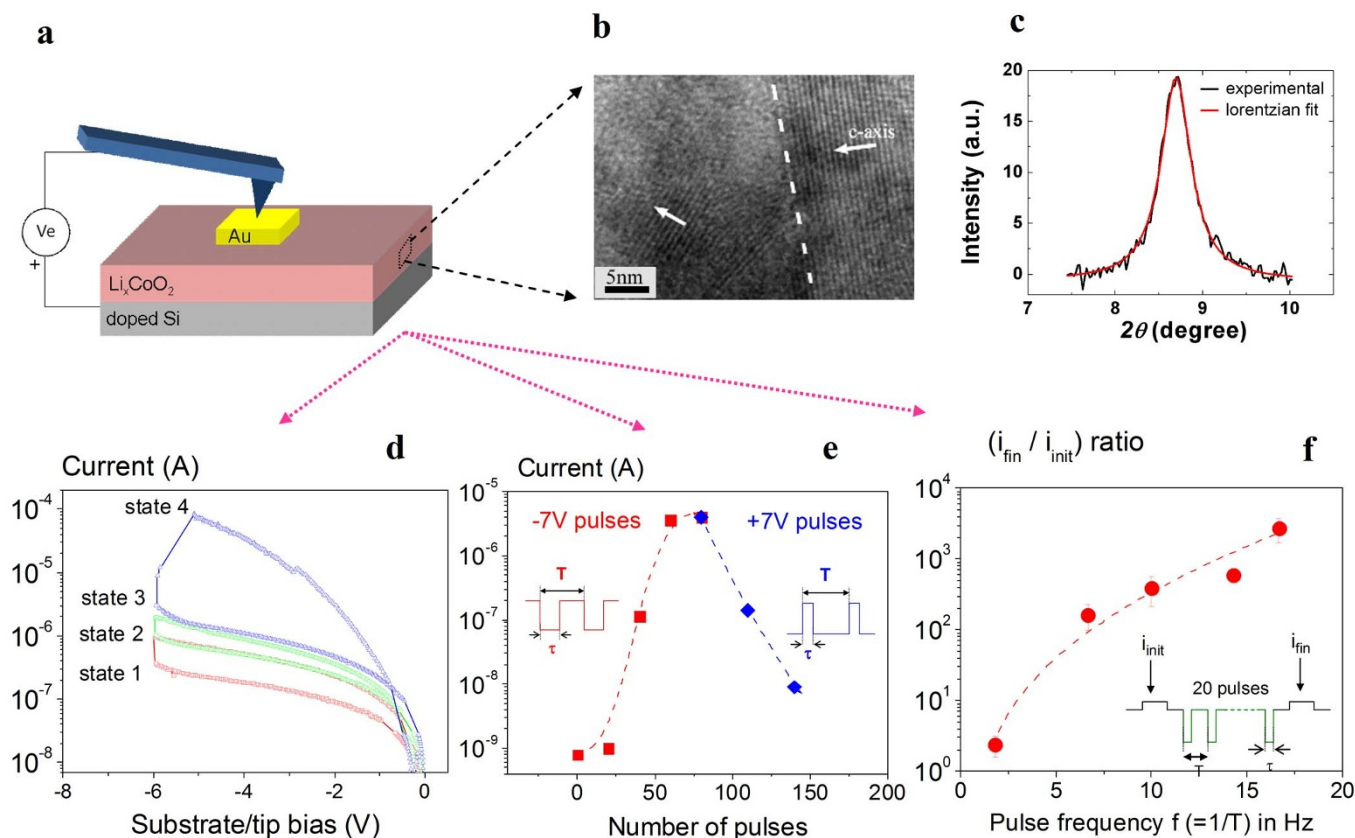 a
Ve
+
Au
LiₓCoO₂
doped Si
b
c-axis
5nm
c
20
15
10
5
0
Intensity (a.u.)
experimental
lorentzian fit
7
8
9
10
2θ (degree)
d
Current (A)
10⁻⁴
10⁻⁵
10⁻⁶
10⁻⁷
10⁻⁸
state 4
state 3
state 2
state 1
-8
-6
-4
-2
0
Substrate/tip bias (V)
e
Current (A)
10⁻⁵
10⁻⁶
10⁻⁷
10⁻⁸
10⁻⁹
-7V pulses
+7V pulses
T
τ
T
τ
0
50
100
150
200
Number of pulses
(i_fin / i_init) ratio
f
10⁴
10³
10²
10¹
10⁰
i_init
i_fin
20 pulses
T
τ
0
5
10
15
20
Pulse frequency f (=1/T) in Hz